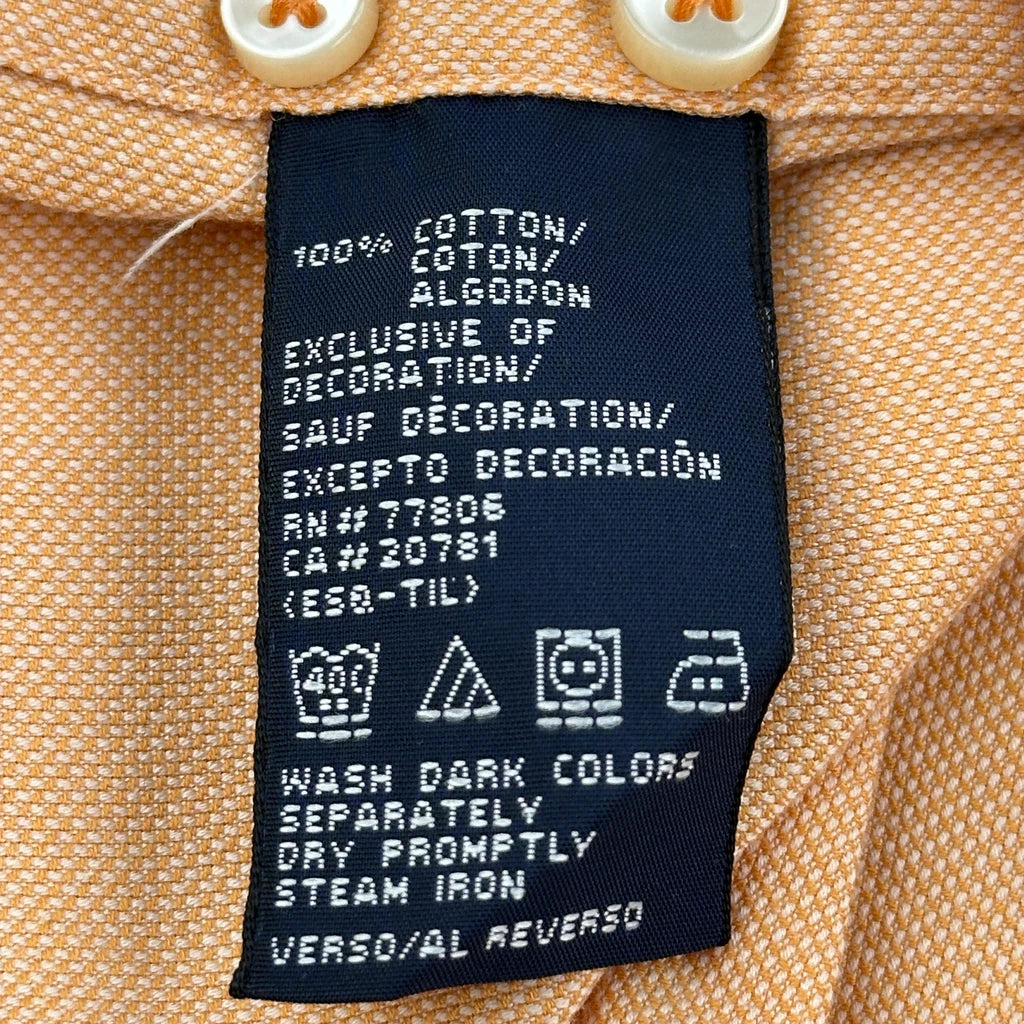 100% COTTON/
COTON/
ALGODON
EXCLUSIVE OF
DECORATION/
SAUF DÉCORATION/
EXCEPTO DECORACIÓN
RN#77806
CA#20781
(ESQ-TIL)
40C
WASH DARK COLORS
SEPARATELY
DRY PROMPTLY
STEAM IRON
VERSO/AL REVERSO